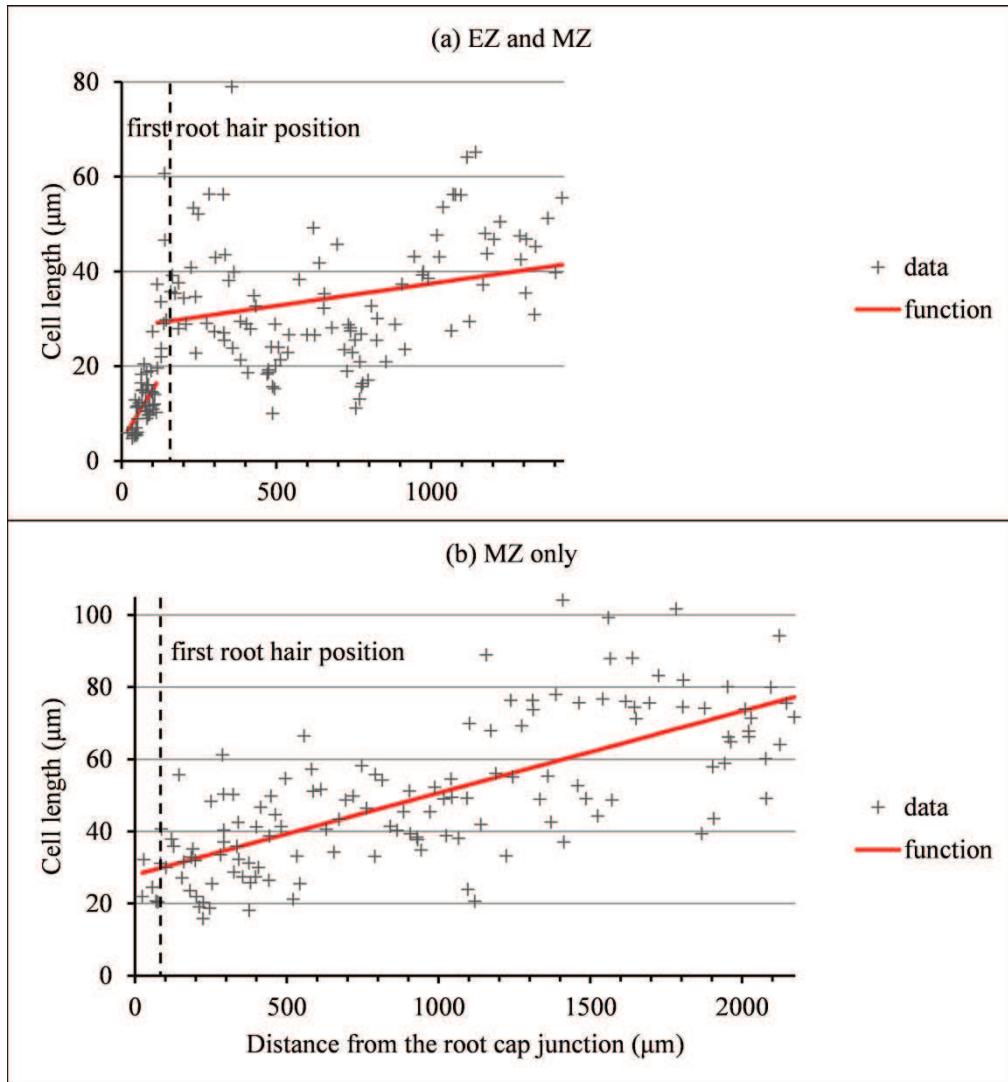 (a) EZ and MZ
80
first root hair position
60
Cell length (μm)
40
20
0
0 500 1000
data
function
(b) MZ only
100
first root hair position
80
Cell length (μm)
60
40
20
0
0 500 1000 1500 2000
Distance from the root cap junction (μm)
data
function